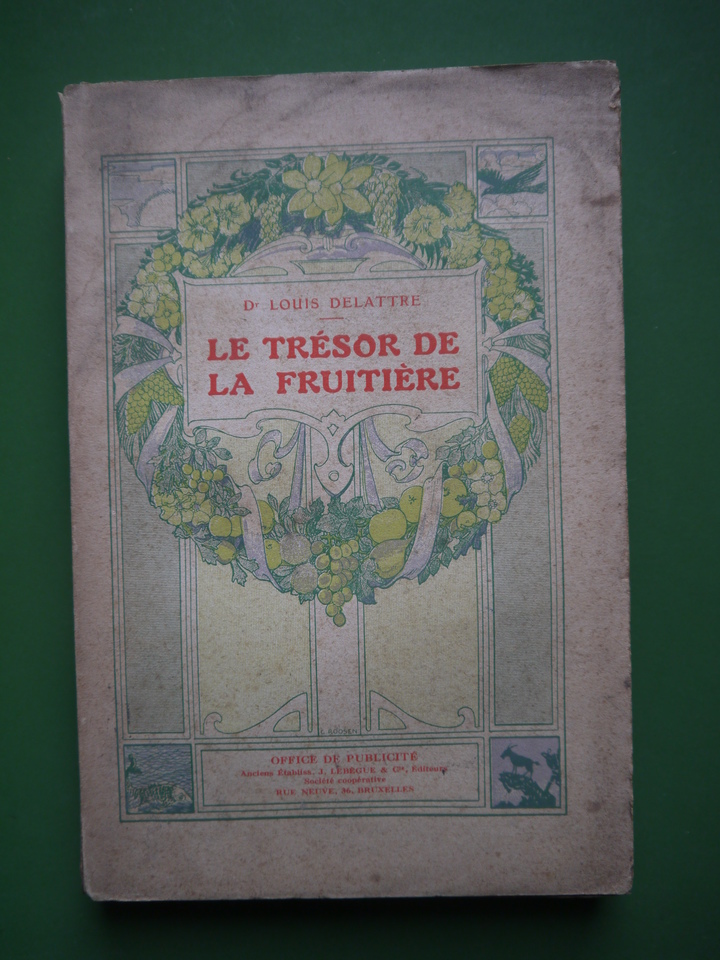 Dr LOUIS DELATTRE
LE TRÉSOR DE
LA FRUITIÈRE
OFFICE DE PUBLICITÉ
Anciens Établiss. J. LEBÈGUE & Cie, Éditeurs
Société coopérative
RUE NEUVE, 36, BRUXELLES